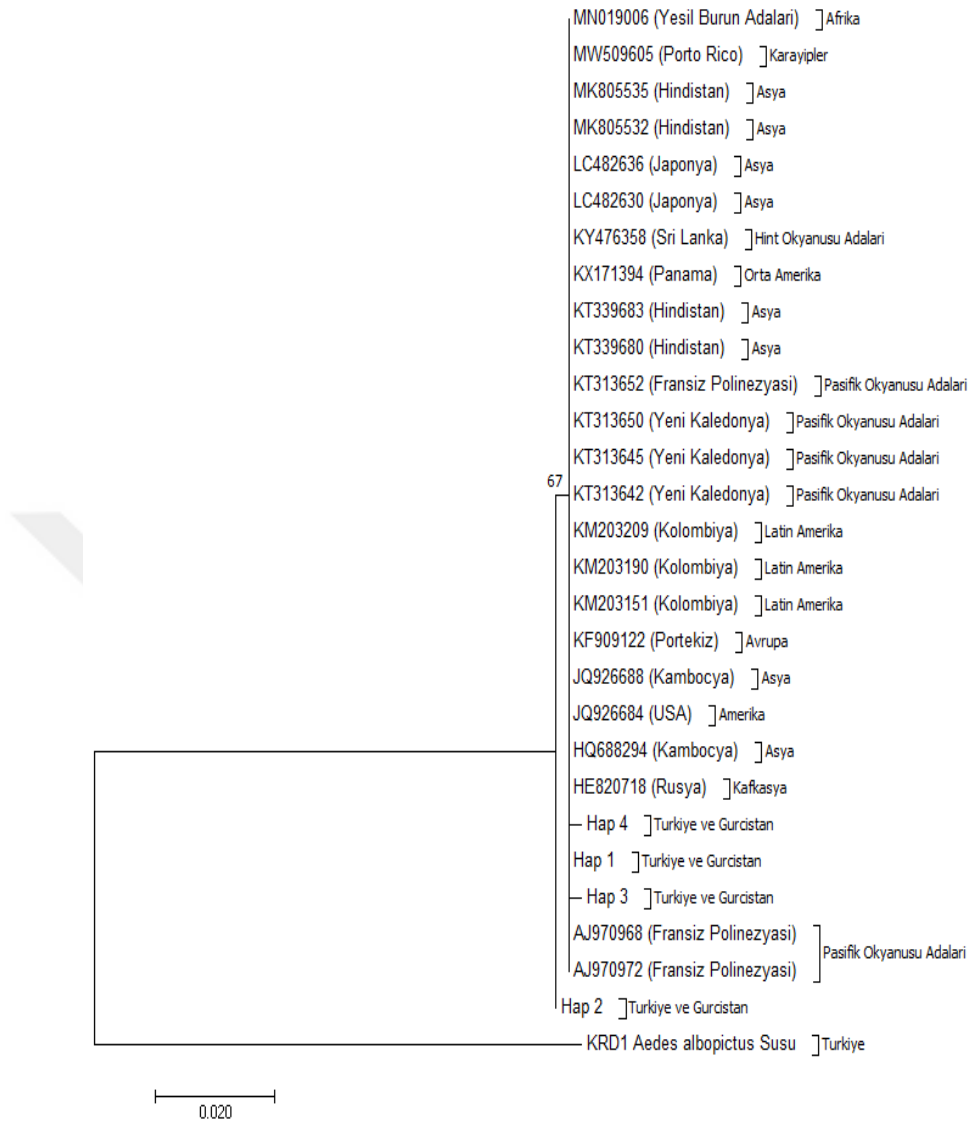 MN019006 (Yesil Burun Adalari) Afrika
MW509605 (Porto Rico) Karayipler
MK805535 (Hindistan) Asya
MK805532 (Hindistan) Asya
LC482636 (Japonya) Asya
LC482630 (Japonya) Asya
KY476358 (Sri Lanka) Hint Okyanusu Adalari
KX171394 (Panama) Orta Amerika
KT339683 (Hindistan) Asya
KT339680 (Hindistan) Asya
KT313652 (Fransiz Polinezyasi) Pasifik Okyanusu Adalari
KT313650 (Yeni Kaledonya) Pasifik Okyanusu Adalari
KT313645 (Yeni Kaledonya) Pasifik Okyanusu Adalari
67
KT313642 (Yeni Kaledonya) Pasifik Okyanusu Adalari
KM203209 (Kolombiya) Latin Amerika
KM203190 (Kolombiya) Latin Amerika
KM203151 (Kolombiya) Latin Amerika
KF909122 (Portekiz) Avrupa
JQ926688 (Kambocya) Asya
JQ926684 (USA) Amerika
HQ688294 (Kambocya) Asya
HE820718 (Rusya) Kafkasya
Hap 4 Turkiye ve Gurcistan
Hap 1 Turkiye ve Gurcistan
Hap 3 Turkiye ve Gurcistan
AJ970968 (Fransiz Polinezyasi)
Pasifik Okyanusu Adalari
AJ970972 (Fransiz Polinezyasi)
Hap 2 Turkiye ve Gurcistan
KRD1 Aedes albopictus Susu Turkiye
0.020